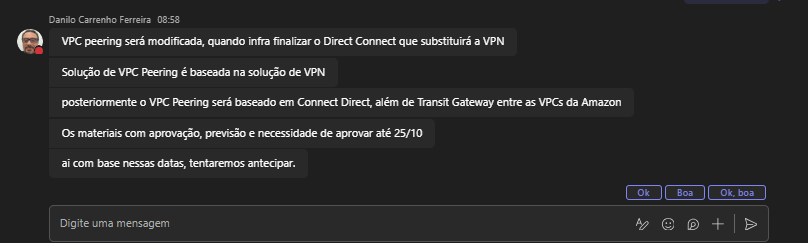 Danilo Carrenho Ferreira 08:58
VPC peering será modificada, quando infra finalizar o Direct Connect que substituirá a VPN
Solução de VPC Peering é baseada na solução de VPN
posteriormente o VPC Peering será baseado em Connect Direct, além de Transit Gateway entre as VPCs da Amazon
Os materiais com aprovação, previsão e necessidade de aprovar até 25/10
ai com base nessas datas, tentaremos antecipar.
Ok Boa Ok, boa
Digite uma mensagem